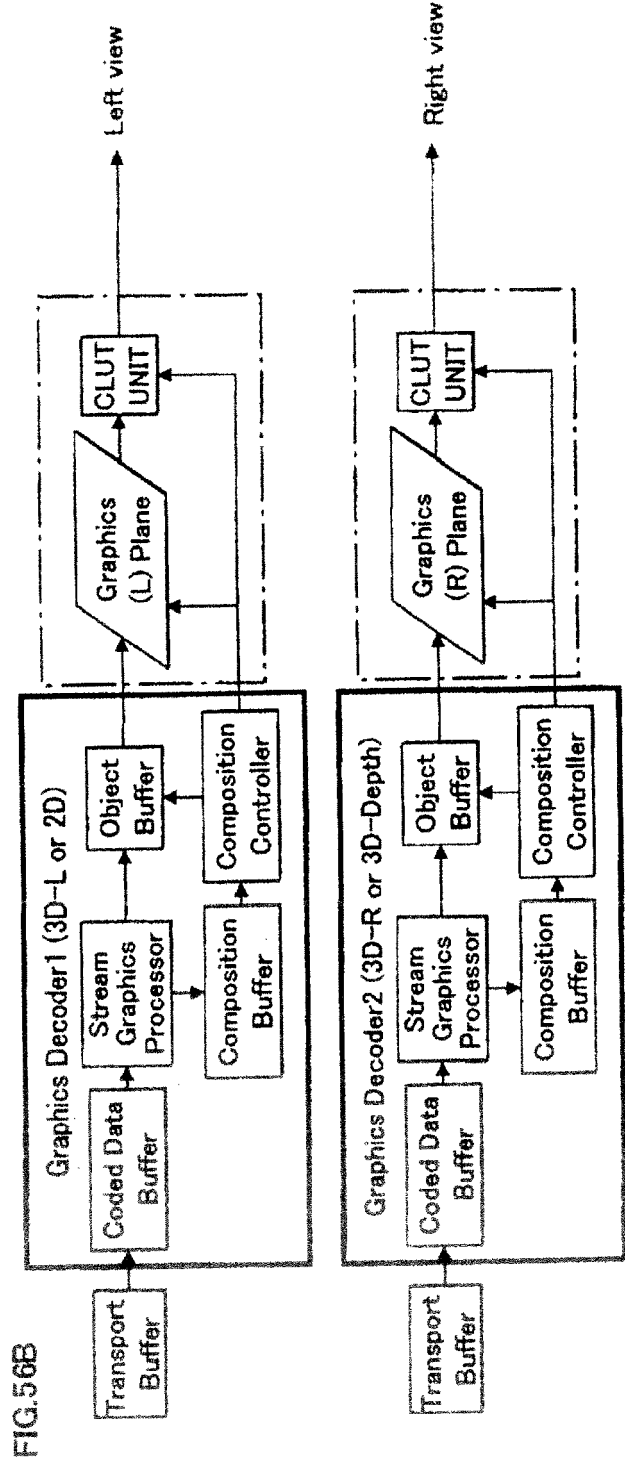 FIG.56B
Graphics Decoder1 (3D-L or 2D)
Transport
Buffer
Coded Data
Buffer
Stream
Graphics
Processor
Object
Buffer
Composition
Buffer
Composition
Controller
Graphics
(L) Plane
CLUT
UNIT
Left view
Graphics Decoder2 (3D-R or 3D-Depth)
Transport
Buffer
Coded Data
Buffer
Stream
Graphics
Processor
Object
Buffer
Composition
Buffer
Composition
Controller
Graphics
(R) Plane
CLUT
UNIT
Right view